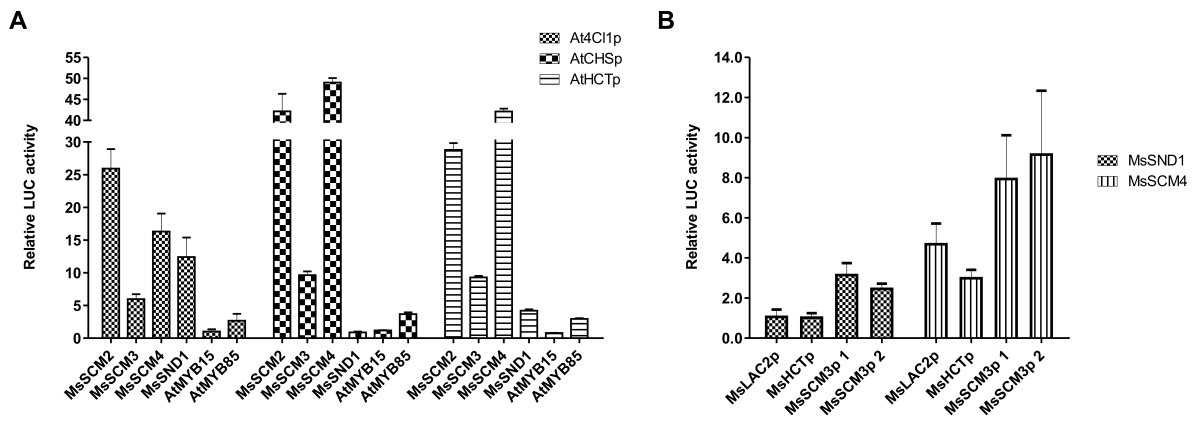 A
At4Cl1p
AtCHSp
AtHCTp
Relative LUC activity
55
50
45
40
30
25
20
15
10
5
0
MsSCM2
MsSCM3
MsSCM4
MsSND1
AtMYB15
AtMYB85
MsSCM2
MsSCM3
MsSCM4
MsSND1
AtMYB15
AtMYB85
MsSCM2
MsSCM3
MsSCM4
MsSND1
AtMYB15
AtMYB85
B
Relative LUC activity
14.0
12.0
10.0
8.0
6.0
4.0
2.0
0.0
MsLAC2p
MsHCTp
MsSCM3p 1
MsSCM3p 2
MsLAC2p
MsHCTp
MsSCM3p 1
MsSCM3p 2
MsSND1
MsSCM4